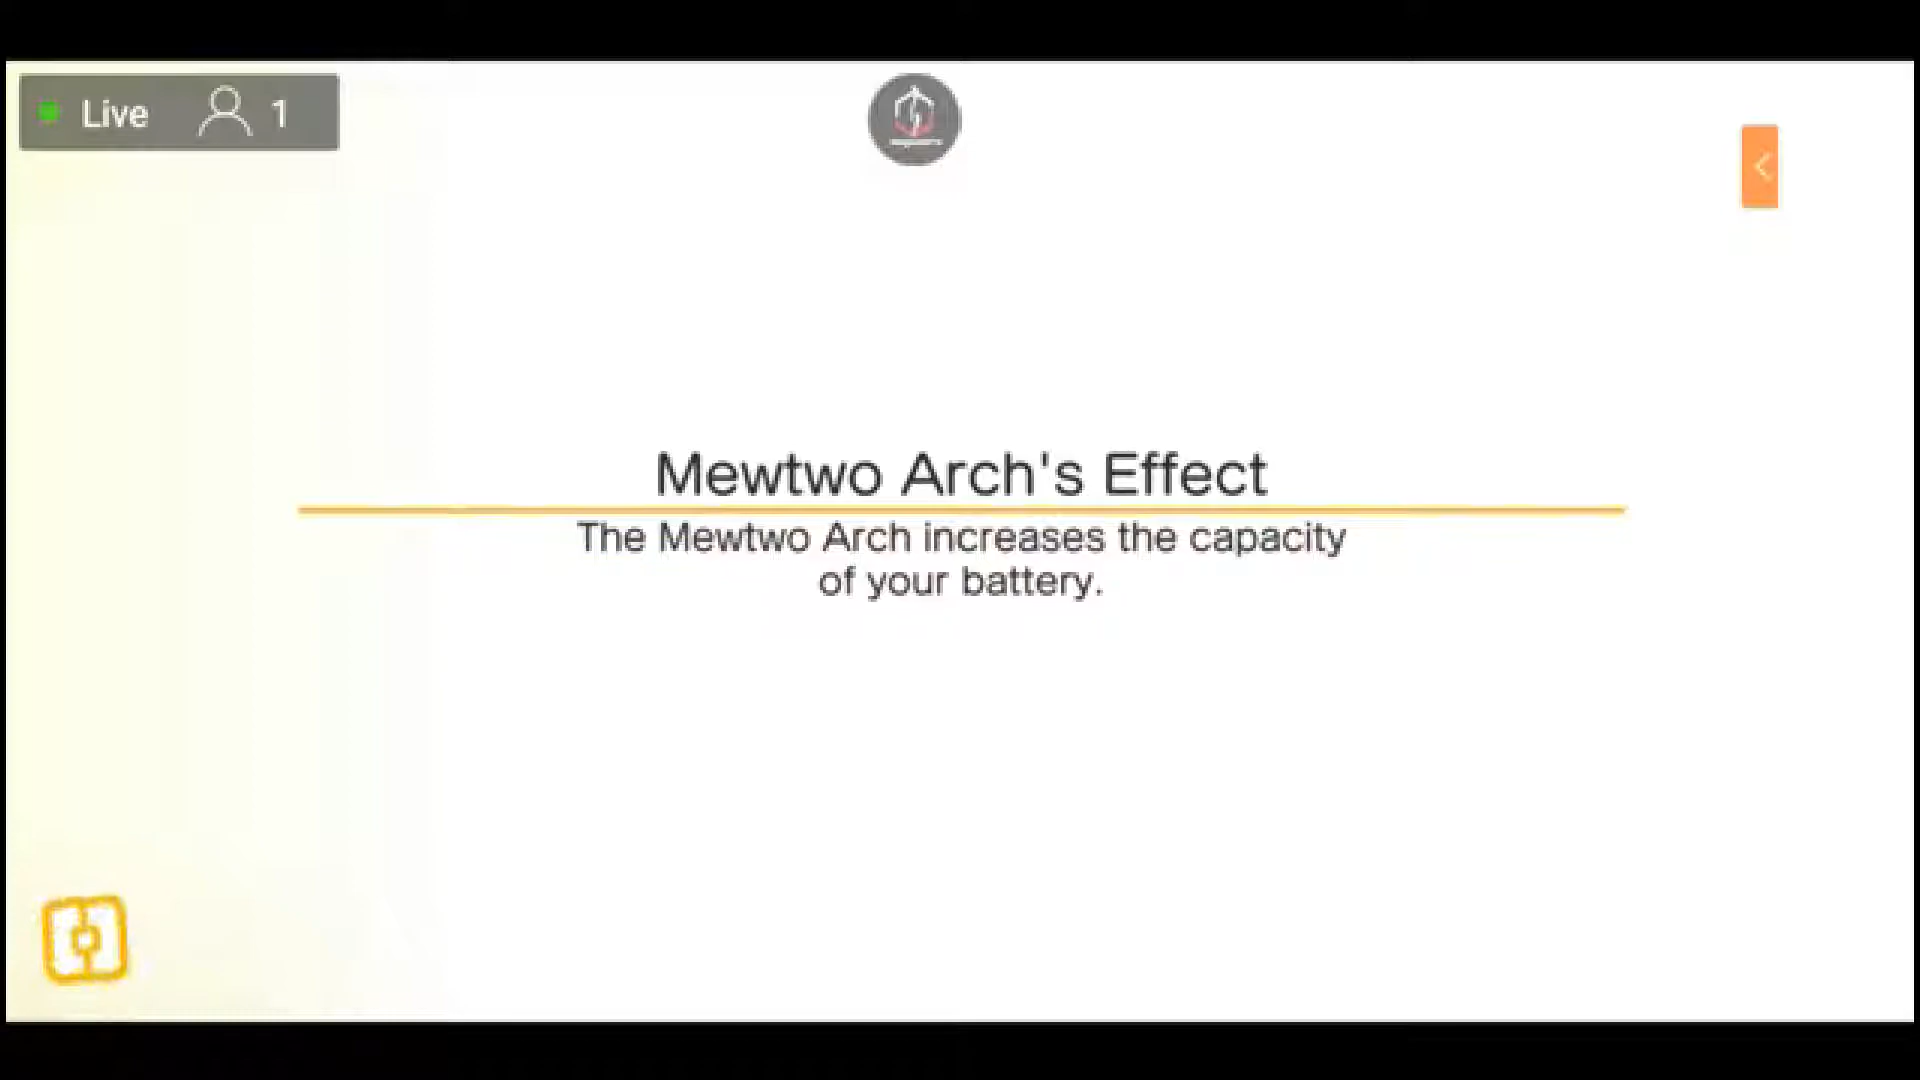 Live 1
Mewtwo Arch's Effect
The Mewtwo Arch increases the capacity
of your battery.